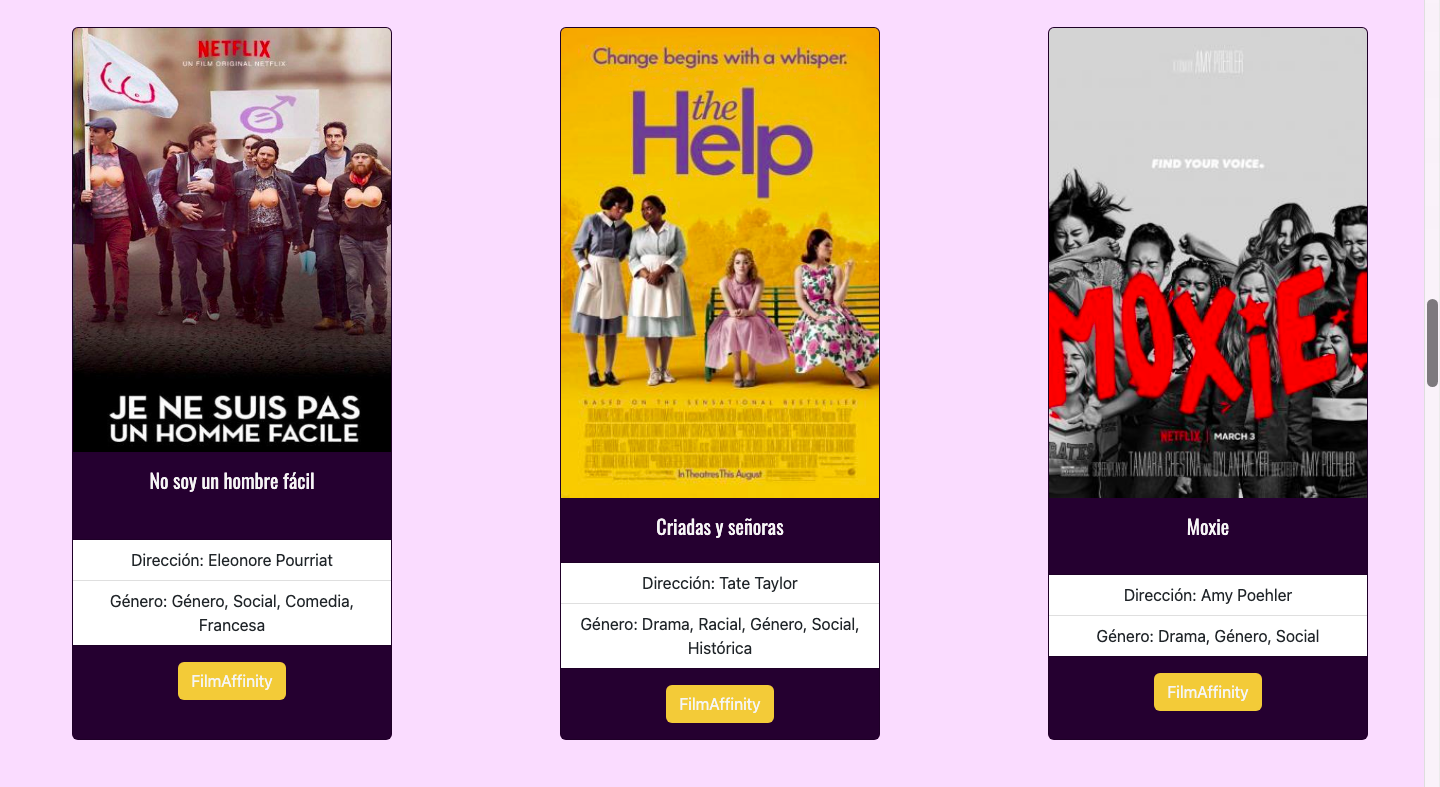 NETFLIX
UN FILM ORIGINAL NETFLIX
JE NE SUIS PAS
UN HOMME FACILE
No soy un hombre fácil
Dirección: Eleonore Pourriat
Género: Género, Social, Comedia,
Francesa
FilmAffinity
Change begins with a whisper.
the
Help
BASED ON THE SENSATIONAL BESTSELLER
In Theatres This August
Criadas y señoras
Dirección: Tate Taylor
Género: Drama, Racial, Género, Social,
Histórica
FilmAffinity
AMY POEHLER
FIND YOUR VOICE.
MOXiE!
NETFLIX | MARCH 3
SCREENPLAY BY TAMARA CHESTNA AND DYLAN MEYER DIRECTED BY AMY POEHLER
Moxie
Dirección: Amy Poehler
Género: Drama, Género, Social
FilmAffinity